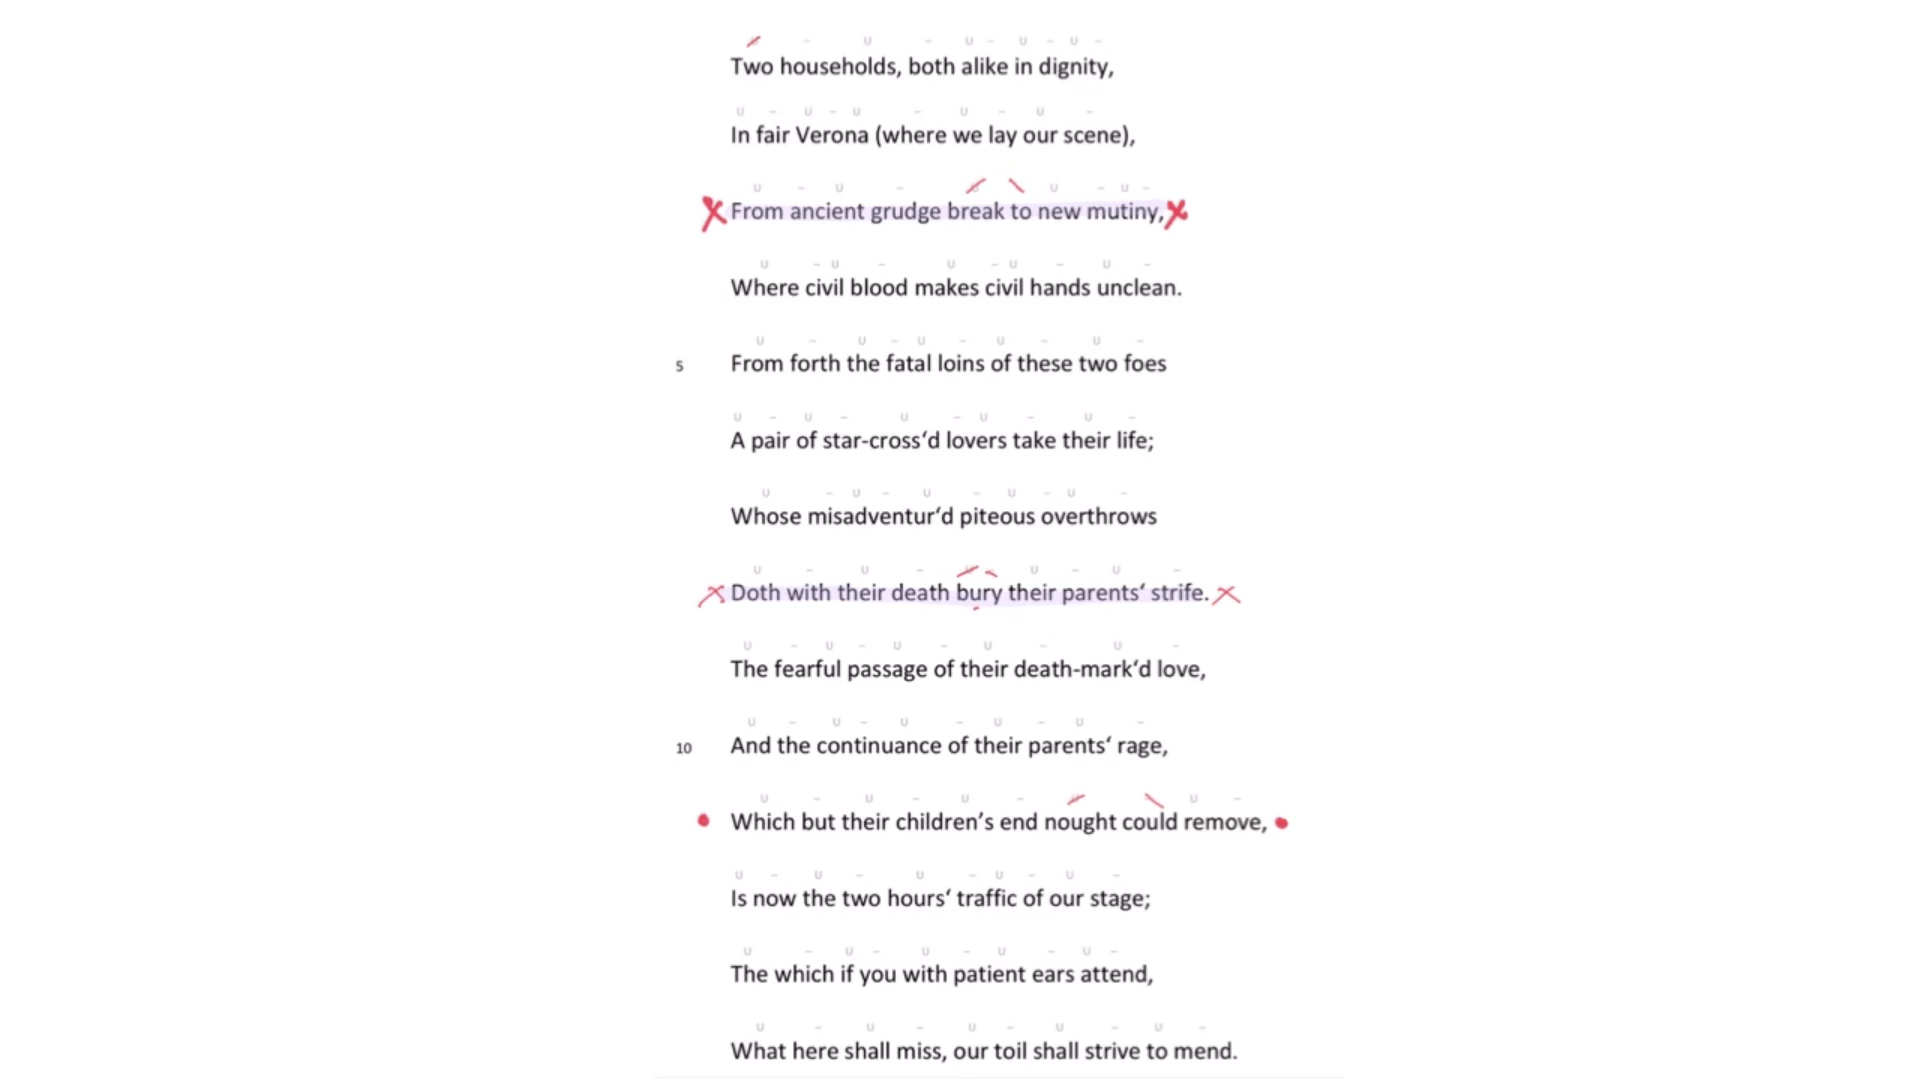 Two households, both alike in dignity,
In fair Verona (where we lay our scene),
From ancient grudge break to new mutiny,
Where civil blood makes civil hands unclean.
5 From forth the fatal loins of these two foes
A pair of star-cross‘d lovers take their life;
Whose misadventur‘d piteous overthrows
Doth with their death bury their parents‘ strife.
The fearful passage of their death-mark‘d love,
10 And the continuance of their parents‘ rage,
Which but their children’s end nought could remove,
Is now the two hours‘ traffic of our stage;
The which if you with patient ears attend,
What here shall miss, our toil shall strive to mend.